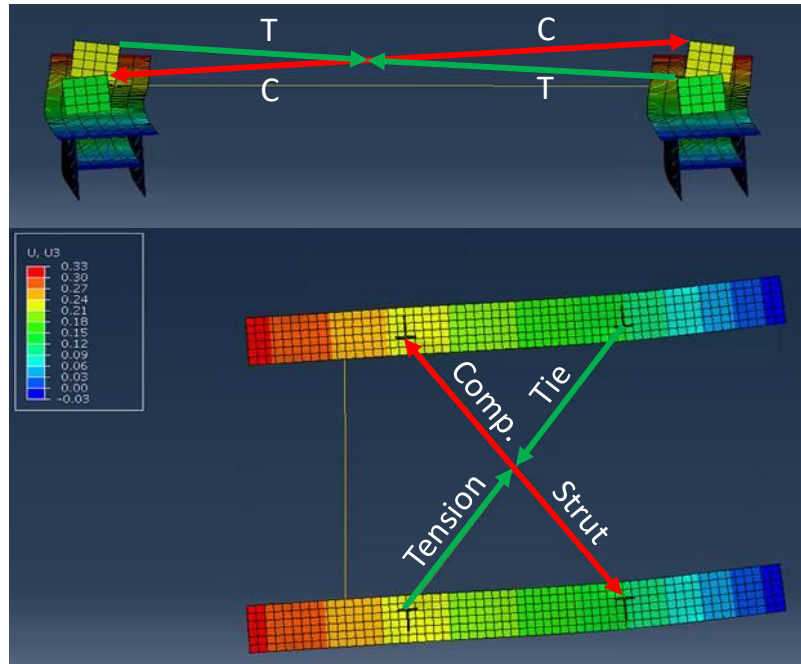 T
C
C
T
U, U3
0.33
0.30
0.27
0.24
0.21
0.18
0.15
0.12
0.09
0.06
0.03
0.00
-0.03
Comp.
Tie
Tension
Strut